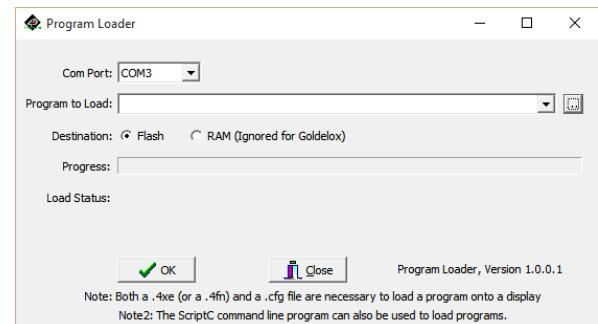 Program Loader
Com Port: COM3
Program to Load:
Destination: Flash RAM (Ignored for Goldelox)
Progress:
Load Status:
OK Close Program Loader, Version 1.0.0.1
Note: Both a .4xe (or a .4fn) and a .cfg file are necessary to load a program onto a display
Note2: The ScriptC command line program can also be used to load programs.